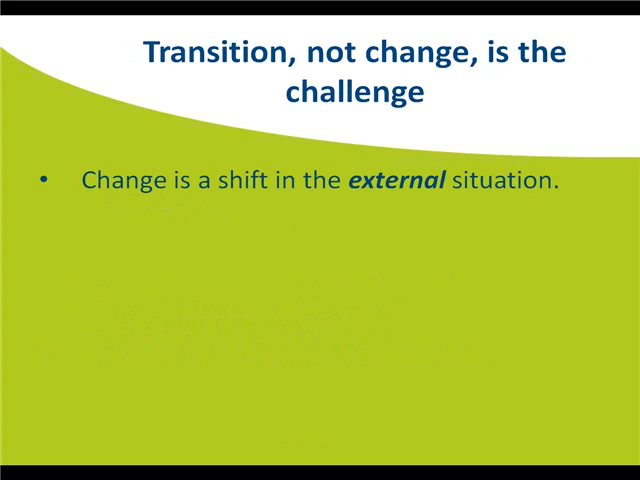 Transition, not change, is the
challenge
• Change is a shift in the external situation.